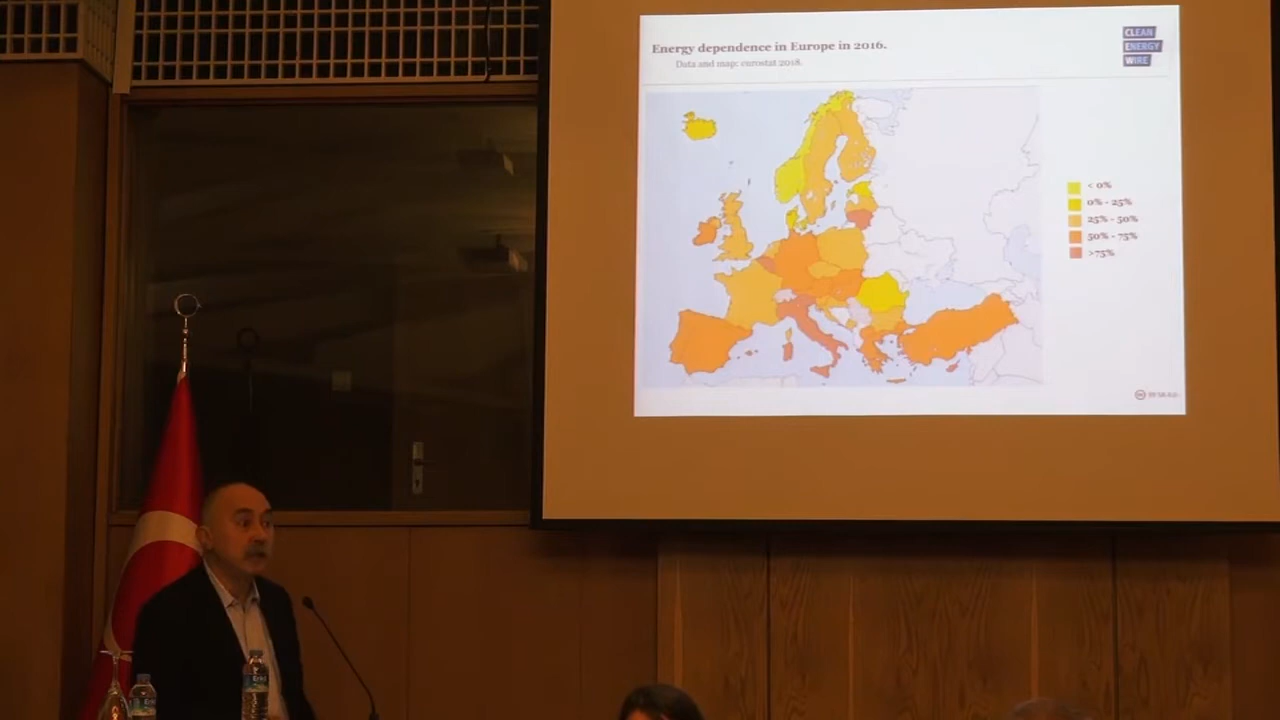 Energy dependence in Europe in 2016.
Data and map: eurostat 2018.
CLEAN
ENERGY
WIRE
< 0%
0% - 25%
25% - 50%
50% - 75%
>75%